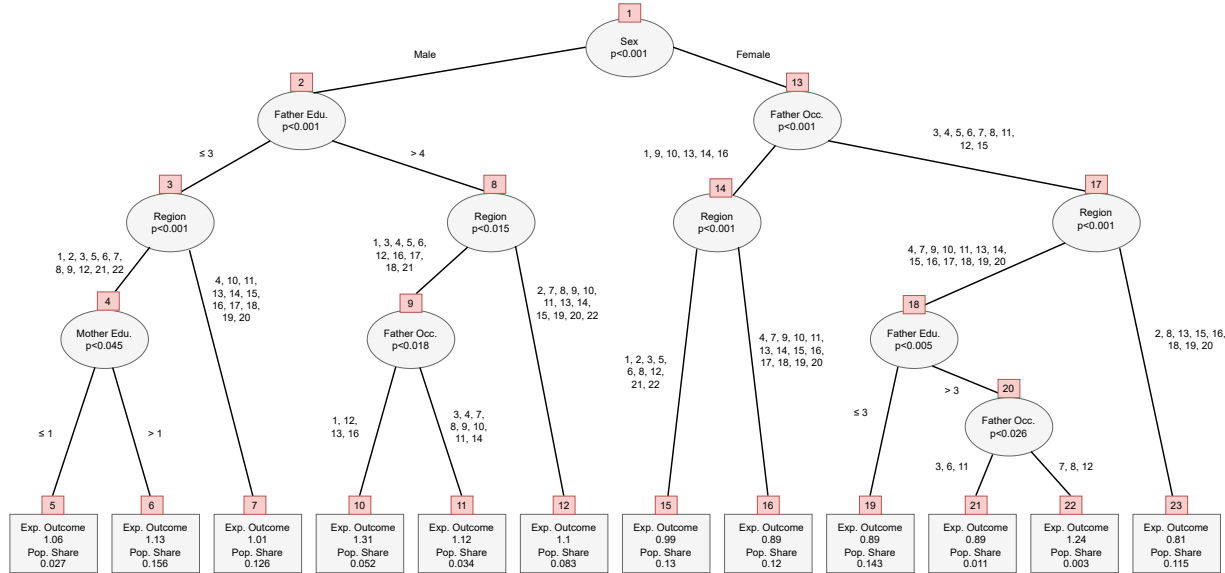 1
Sex
p<0.001
Male
Female
2
Father Edu.
p<0.001
13
Father Occ.
p<0.001
≤ 3
> 4
1, 9, 10, 13, 14, 16
3, 4, 5, 6, 7, 8, 11,
12, 15
3
Region
p<0.001
8
Region
p<0.015
14
Region
p<0.001
17
Region
p<0.001
1, 2, 3, 5, 6, 7,
8, 9, 12, 21, 22
4, 10, 11,
13, 14, 15,
16, 17, 18,
19, 20
1, 3, 4, 5, 6,
12, 16, 17,
18, 21
2, 7, 8, 9, 10,
11, 13, 14,
15, 19, 20, 22
1, 2, 3, 5,
6, 8, 12,
21, 22
4, 7, 9, 10, 11,
13, 14, 15, 16,
17, 18, 19, 20
4, 7, 9, 10, 11, 13, 14,
15, 16, 17, 18, 19, 20
2, 8, 13, 15, 16,
18, 19, 20
4
Mother Edu.
p<0.045
9
Father Occ.
p<0.018
18
Father Edu.
p<0.005
≤ 1
> 1
1, 12,
13, 16
3, 4, 7,
8, 9, 10,
11, 14
≤ 3
> 3
20
Father Occ.
p<0.026
3, 6, 11
7, 8, 12
5
Exp. Outcome
1.06
Pop. Share
0.027
6
Exp. Outcome
1.13
Pop. Share
0.156
7
Exp. Outcome
1.01
Pop. Share
0.126
10
Exp. Outcome
1.31
Pop. Share
0.052
11
Exp. Outcome
1.12
Pop. Share
0.034
12
Exp. Outcome
1.1
Pop. Share
0.083
15
Exp. Outcome
0.99
Pop. Share
0.13
16
Exp. Outcome
0.89
Pop. Share
0.12
19
Exp. Outcome
0.89
Pop. Share
0.143
21
Exp. Outcome
0.89
Pop. Share
0.011
22
Exp. Outcome
1.24
Pop. Share
0.003
23
Exp. Outcome
0.81
Pop. Share
0.115